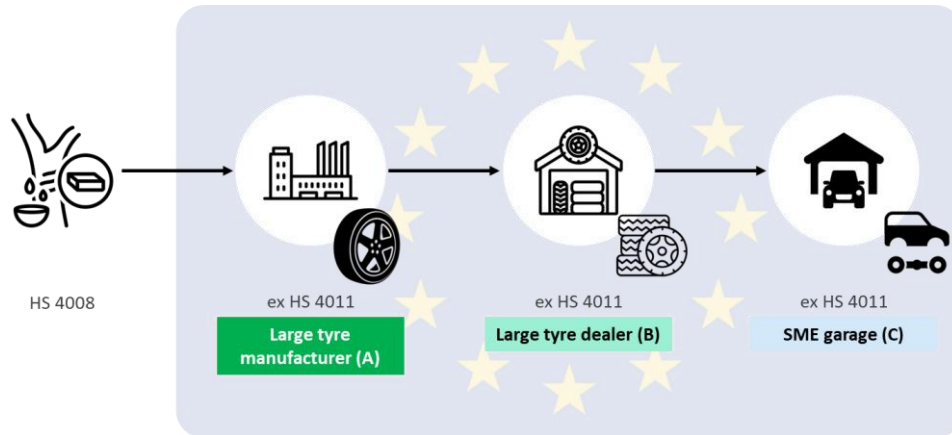 HS 4008
ex HS 4011
Large tyre
manufacturer (A)
ex HS 4011
Large tyre dealer (B)
ex HS 4011
SME garage (C)